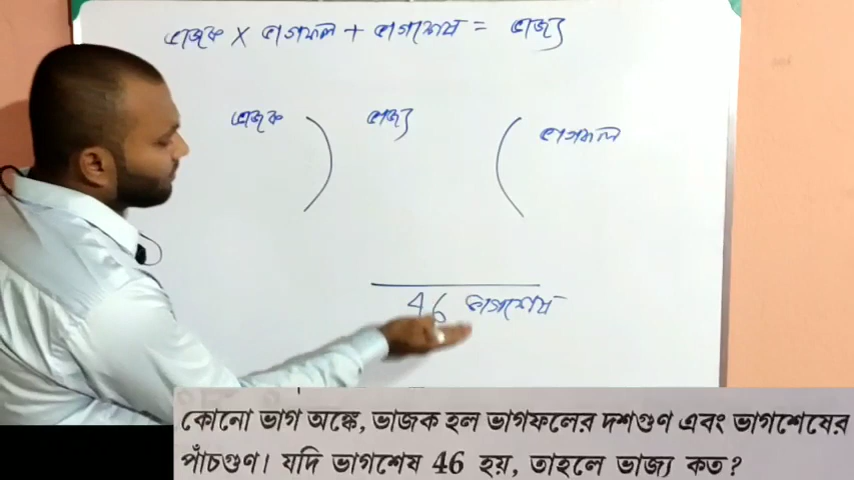 ভাজক × ভাগফল + ভাগশেষ = ভাজ্য
ভাজক ) ভাজ্য ( ভাগফল
46 ভাগশেষ
কোনো ভাগ অঙ্কে, ভাজক হল ভাগফলের দশগুণ এবং ভাগশেষের
পাঁচগুণ। যদি ভাগশেষ 46 হয়, তাহলে ভাজ্য কত?